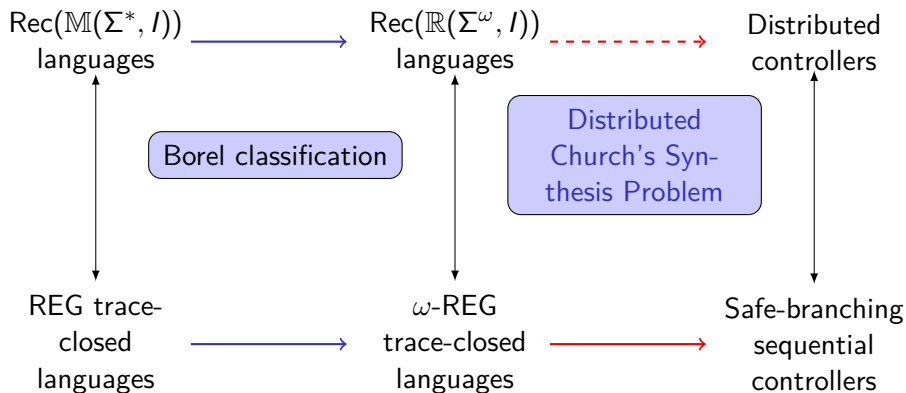 Rec(𝕄(Σ*, I))
languages
Rec(ℝ(Σ^ω, I))
languages
Distributed
controllers
Borel classification
Distributed
Church's Syn-
thesis Problem
REG trace-
closed
languages
ω-REG
trace-closed
languages
Safe-branching
sequential
controllers